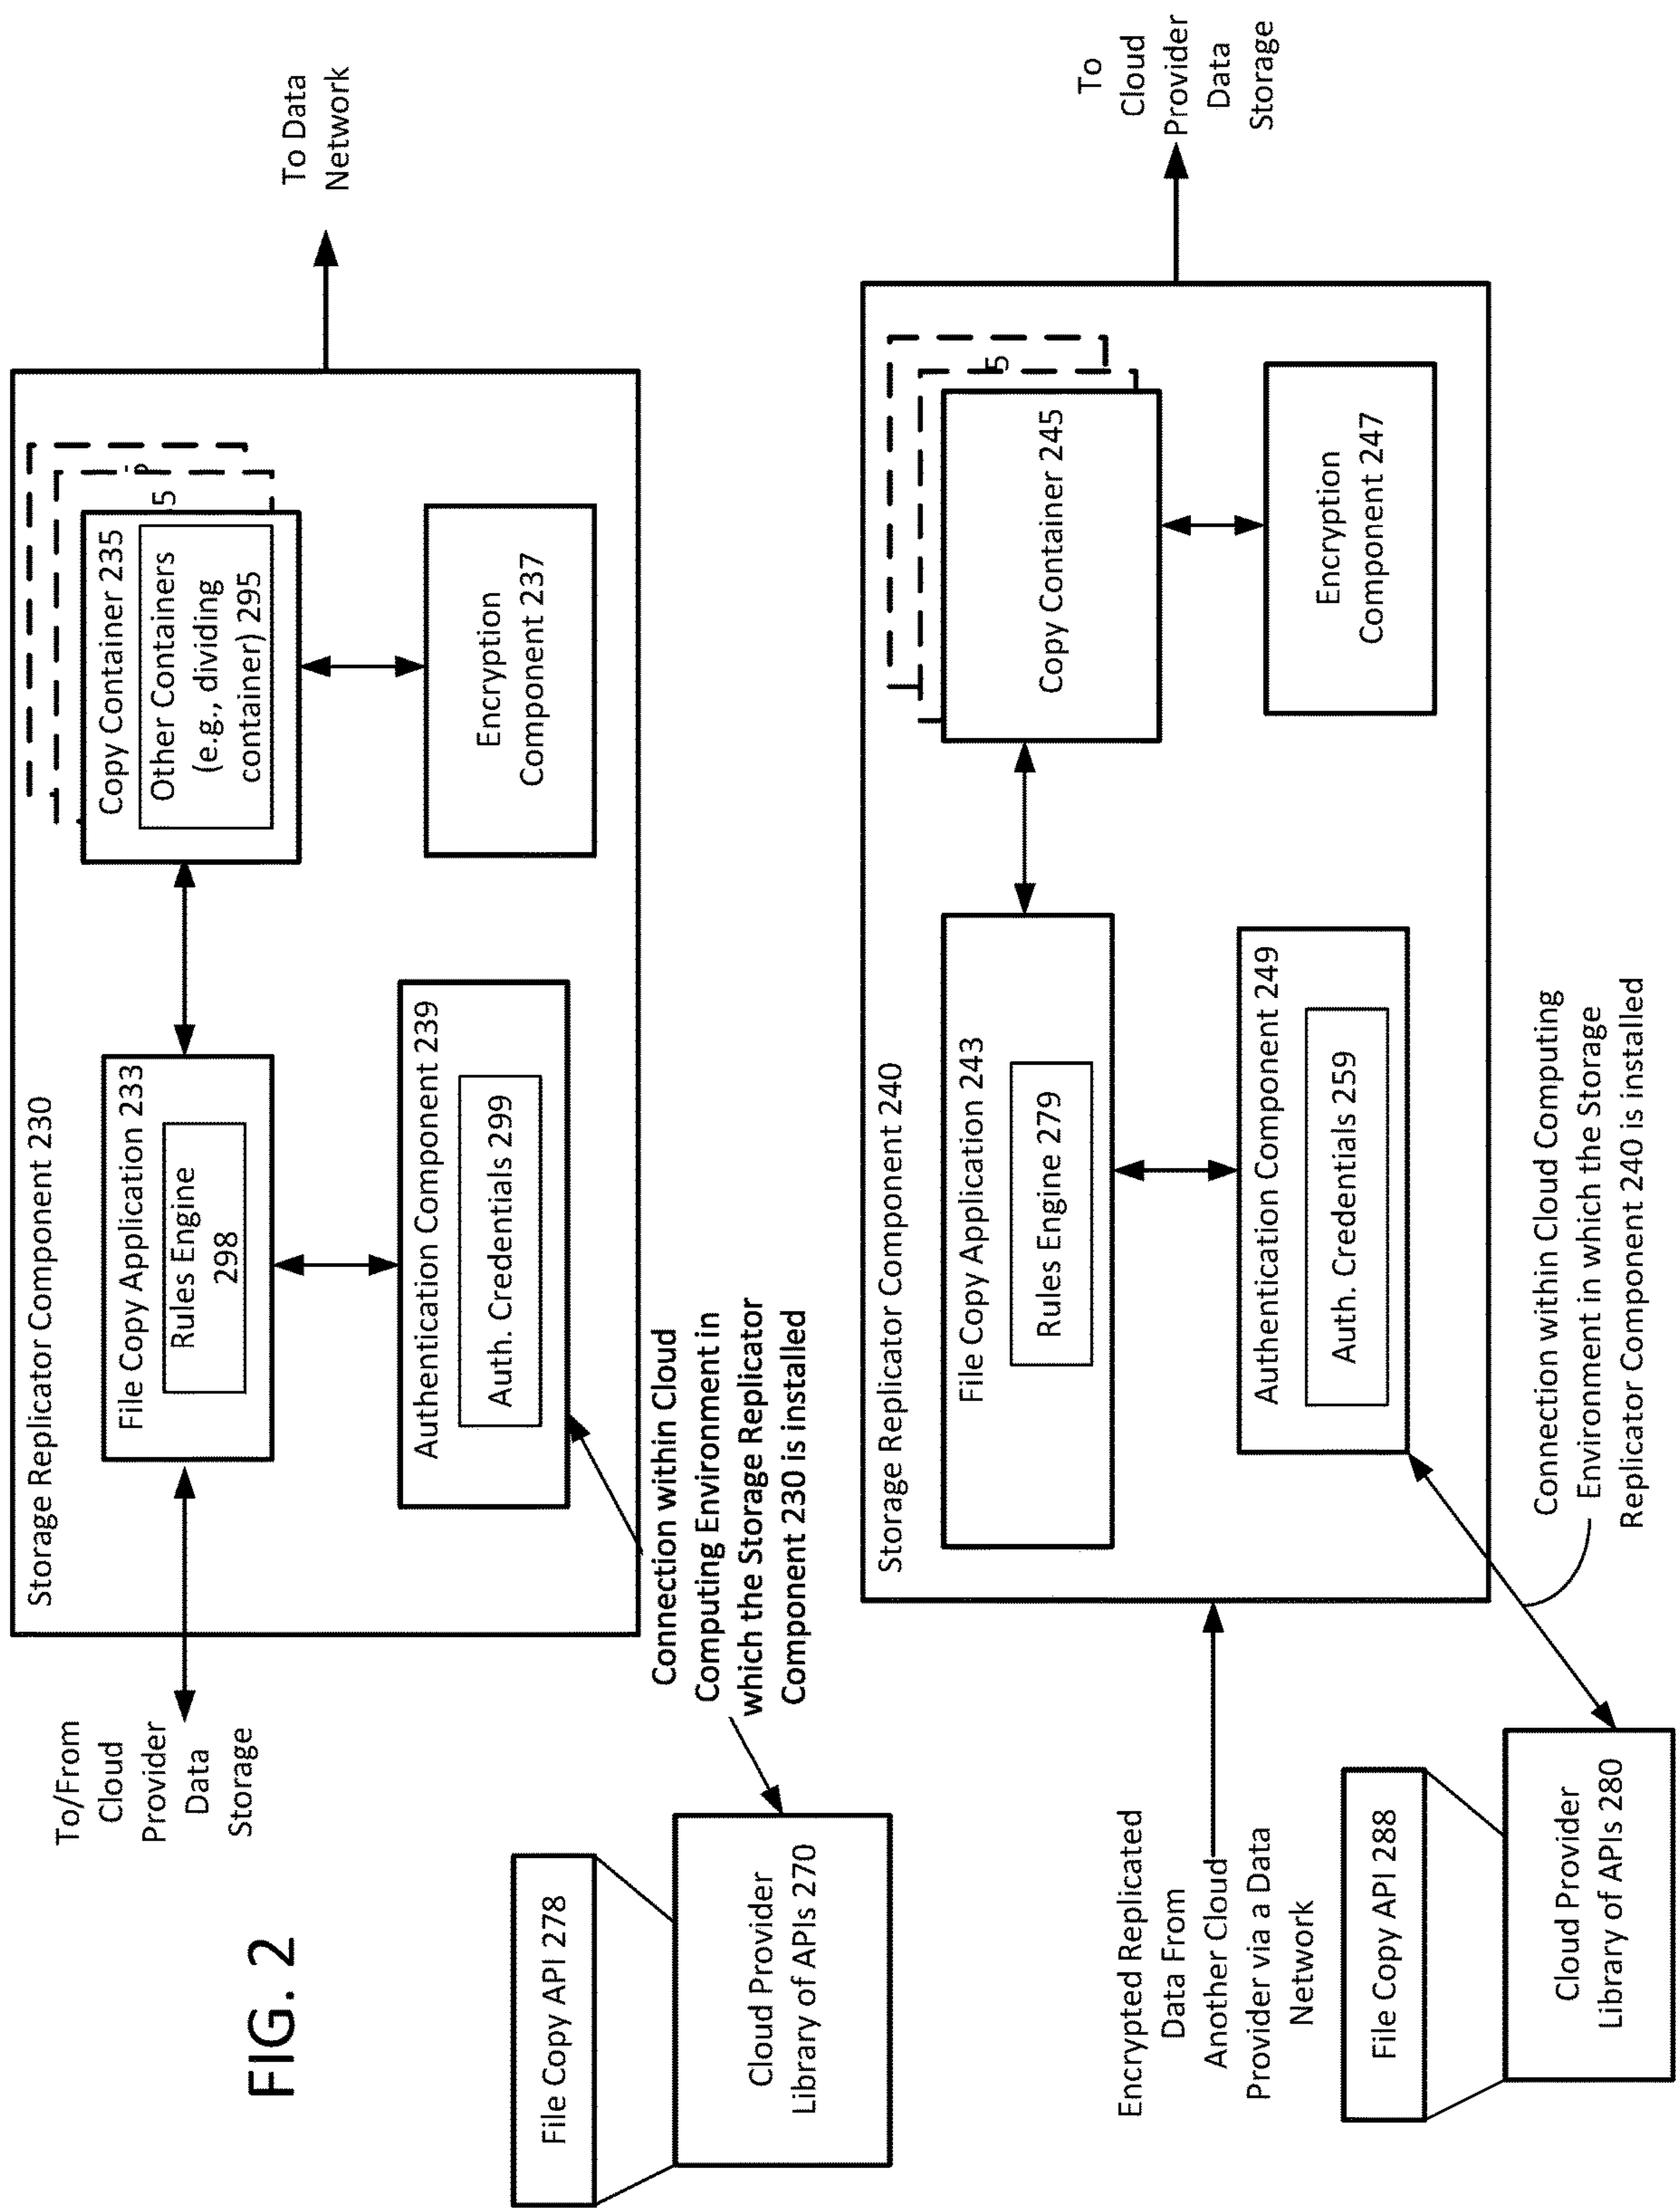 FIG. 2
To/From
Cloud
Provider
Data
Storage
Storage Replicator Component 230
File Copy Application 233
Rules Engine
298
Copy Container 235
Other Containers
(e.g., dividing
container) 295
5
Authentication Component 239
Auth. Credentials 299
Encryption
Component 237
To Data
Network
Connection within Cloud
Computing Environment in
which the Storage Replicator
Component 230 is installed
File Copy API 278
Cloud Provider
Library of APIs 270
Storage Replicator Component 240
File Copy Application 243
Rules Engine 279
Copy Container 245
5
Authentication Component 249
Auth. Credentials 259
Encryption
Component 247
To
Cloud
Provider
Data
Storage
Encrypted Replicated
Data From
Another Cloud
Provider via a Data
Network
File Copy API 288
Cloud Provider
Library of APIs 280
Connection within Cloud Computing
Environment in which the Storage
Replicator Component 240 is installed